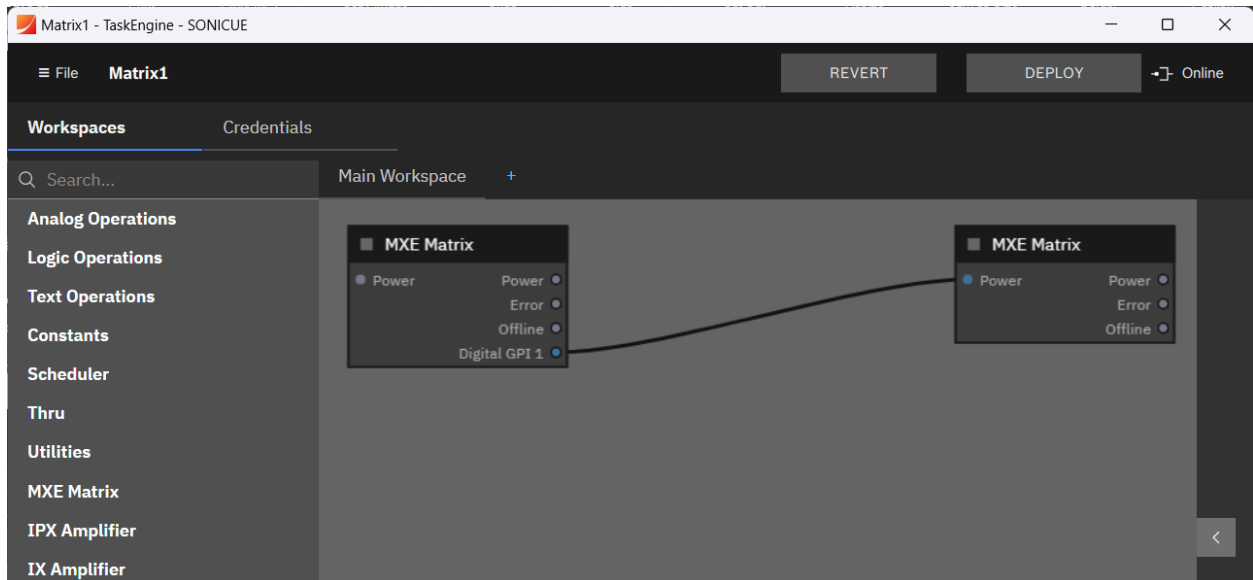 Matrix1 - TaskEngine - SONICUE
File Matrix1 REVERT DEPLOY Online
Workspaces Credentials
Search... Main Workspace +
Analog Operations
Logic Operations
Text Operations
Constants
Scheduler
Thru
Utilities
MXE Matrix
IPX Amplifier
IX Amplifier
MXE Matrix
Power Power
Error
Offline
Digital GPI 1
MXE Matrix
Power Power
Error
Offline